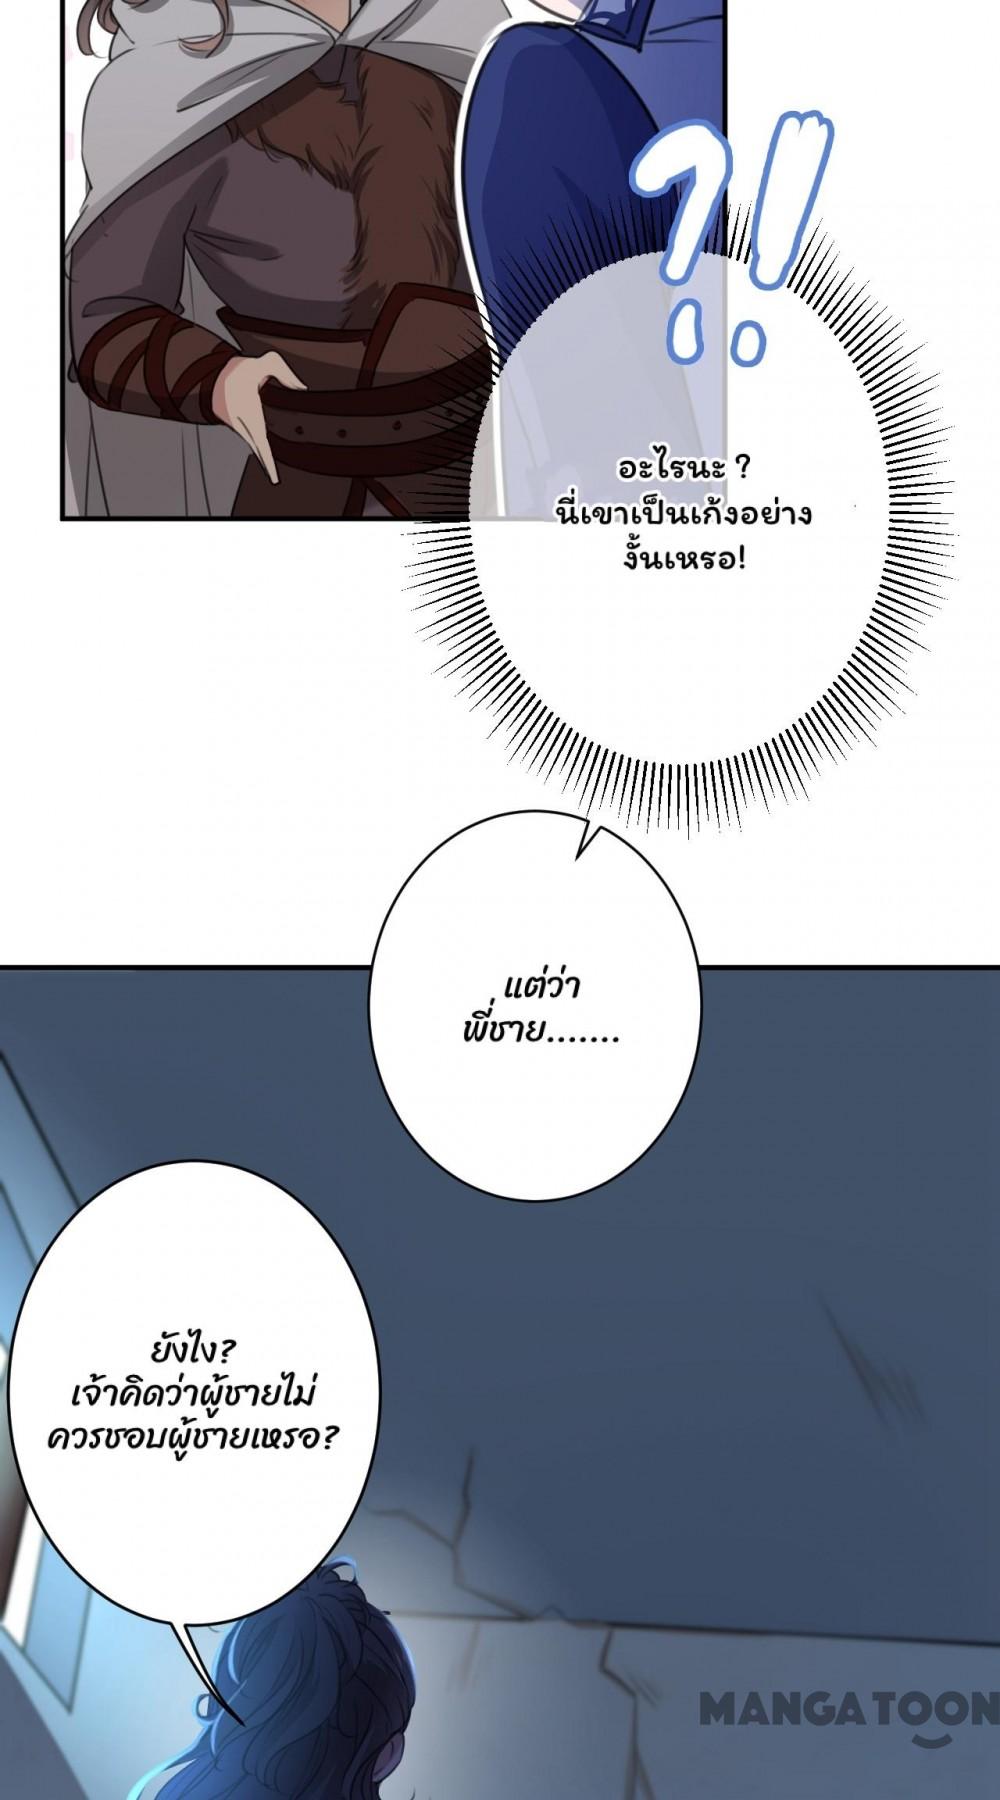 ?!
อะไรนะ ?
นี่เขาเป็นเก้งอย่าง
งั้นเหรอ!
แต่ว่า
พี่ชาย.......
ยังไง?
เจ้าคิดว่าผู้ชายไม่
ควรชอบผู้ชายเหรอ?
MANGATOON